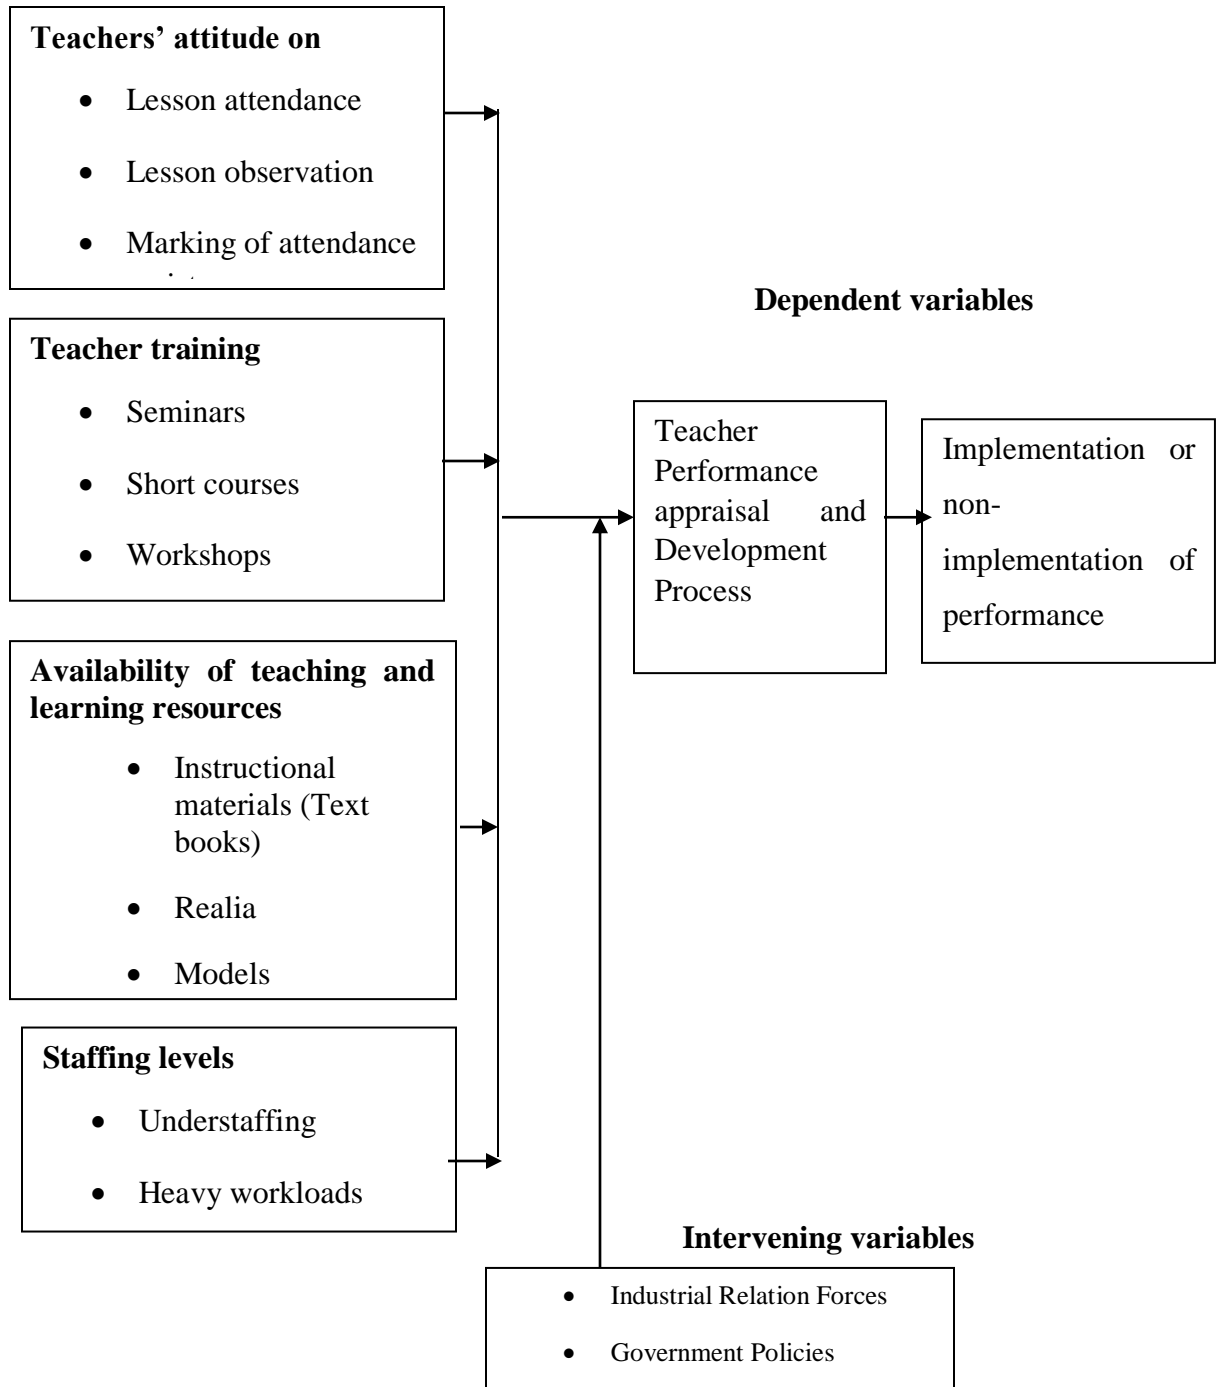 Teachers’ attitude on
• Lesson attendance
• Lesson observation
• Marking of attendance
Teacher training
• Seminars
• Short courses
• Workshops
Availability of teaching and
learning resources
• Instructional
materials (Text
books)
• Realia
• Models
Staffing levels
• Understaffing
• Heavy workloads
Dependent variables
Teacher
Performance
appraisal and
Development
Process
Implementation or
non-
implementation of
performance
Intervening variables
• Industrial Relation Forces
• Government Policies